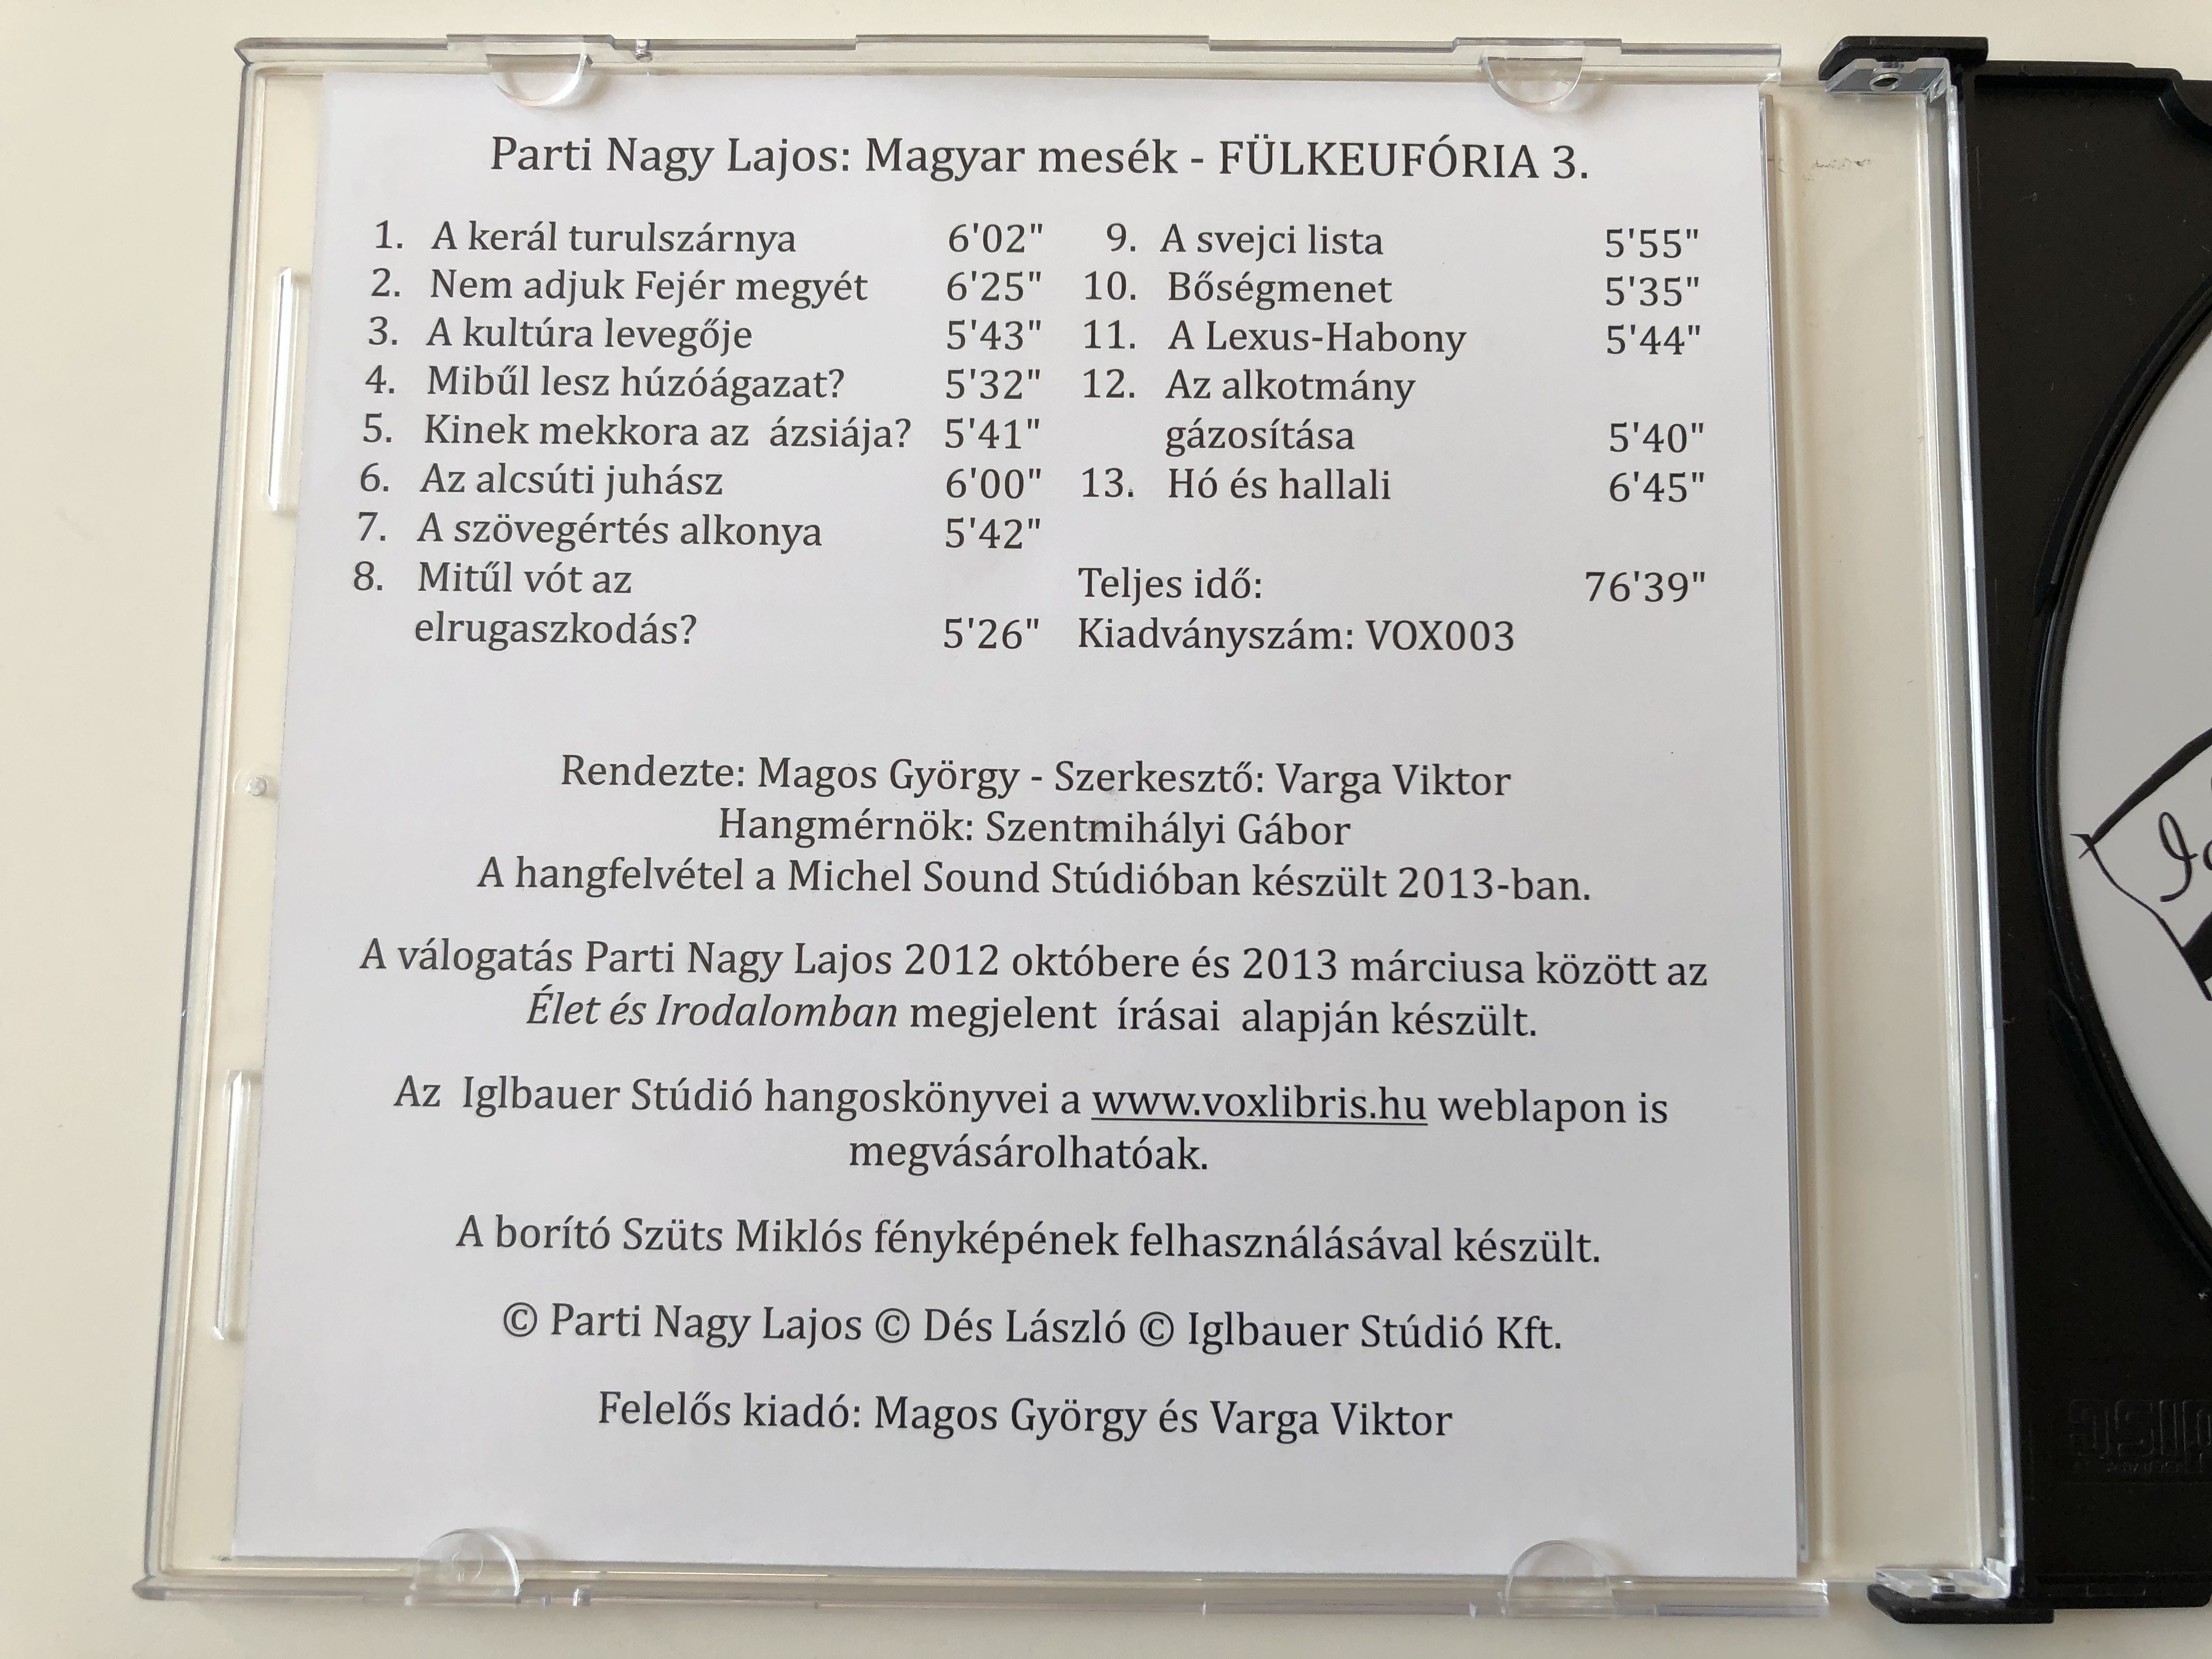 Parti Nagy Lajos: Magyar mesék - FÜLKEUFÓRIA 3.
1. A kerál turulszárnya 6'02"
2. Nem adjuk Fejér megyét 6'25"
3. A kultúra levegője 5'43"
4. Mibűl lesz húzóágazat? 5'32"
5. Kinek mekkora az ázsiája? 5'41"
6. Az alcsúti juhász 6'00"
7. A szövegértés alkonya 5'42"
8. Mitűl vót az
elrugaszkodás? 5'26"
9. A svejci lista 5'55"
10. Bőségmenet 5'35"
11. A Lexus-Habony 5'44"
12. Az alkotmány
gázosítása 5'40"
13. Hó és hallali 6'45"
Teljes idő: 76'39"
Kiadványszám: VOX003
Rendezte: Magos György - Szerkesztő: Varga Viktor
Hangmérnök: Szentmihályi Gábor
A hangfelvétel a Michel Sound Stúdióban készült 2013-ban.
A válogatás Parti Nagy Lajos 2012 októbere és 2013 márciusa között az
Élet és Irodalomban megjelent írásai alapján készült.
Az Iglbauer Stúdió hangoskönyvei a www.voxlibris.hu weblapon is
megvásárolhatóak.
A borító Szüts Miklós fényképének felhasználásával készült.
© Parti Nagy Lajos © Dés László © Iglbauer Stúdió Kft.
Felelős kiadó: Magos György és Varga Viktor